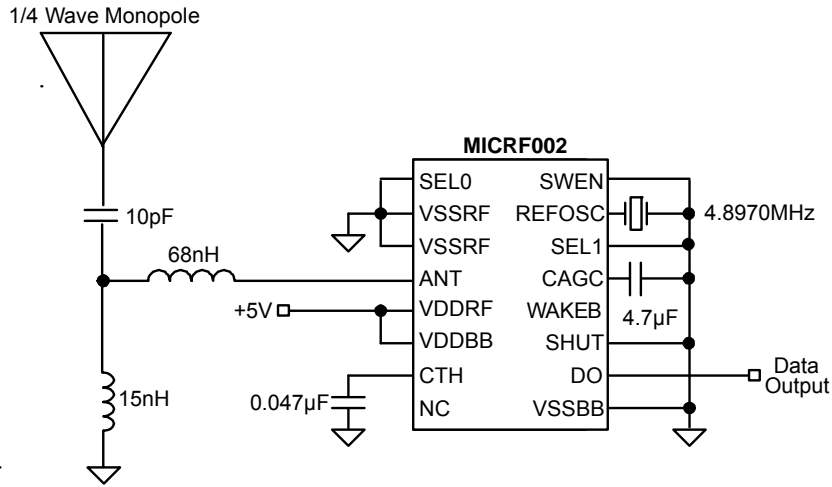 1/4 Wave Monopole
MICRF002
10pF
68nH
15nH
+5V
0.047µF
SEL0
VSSRF
VSSRF
ANT
VDDRF
VDDBB
CTH
NC
SWEN
REFOSC
SEL1
CAGC
WAKEB
SHUT
DO
VSSBB
4.8970MHz
4.7µF
Data
Output